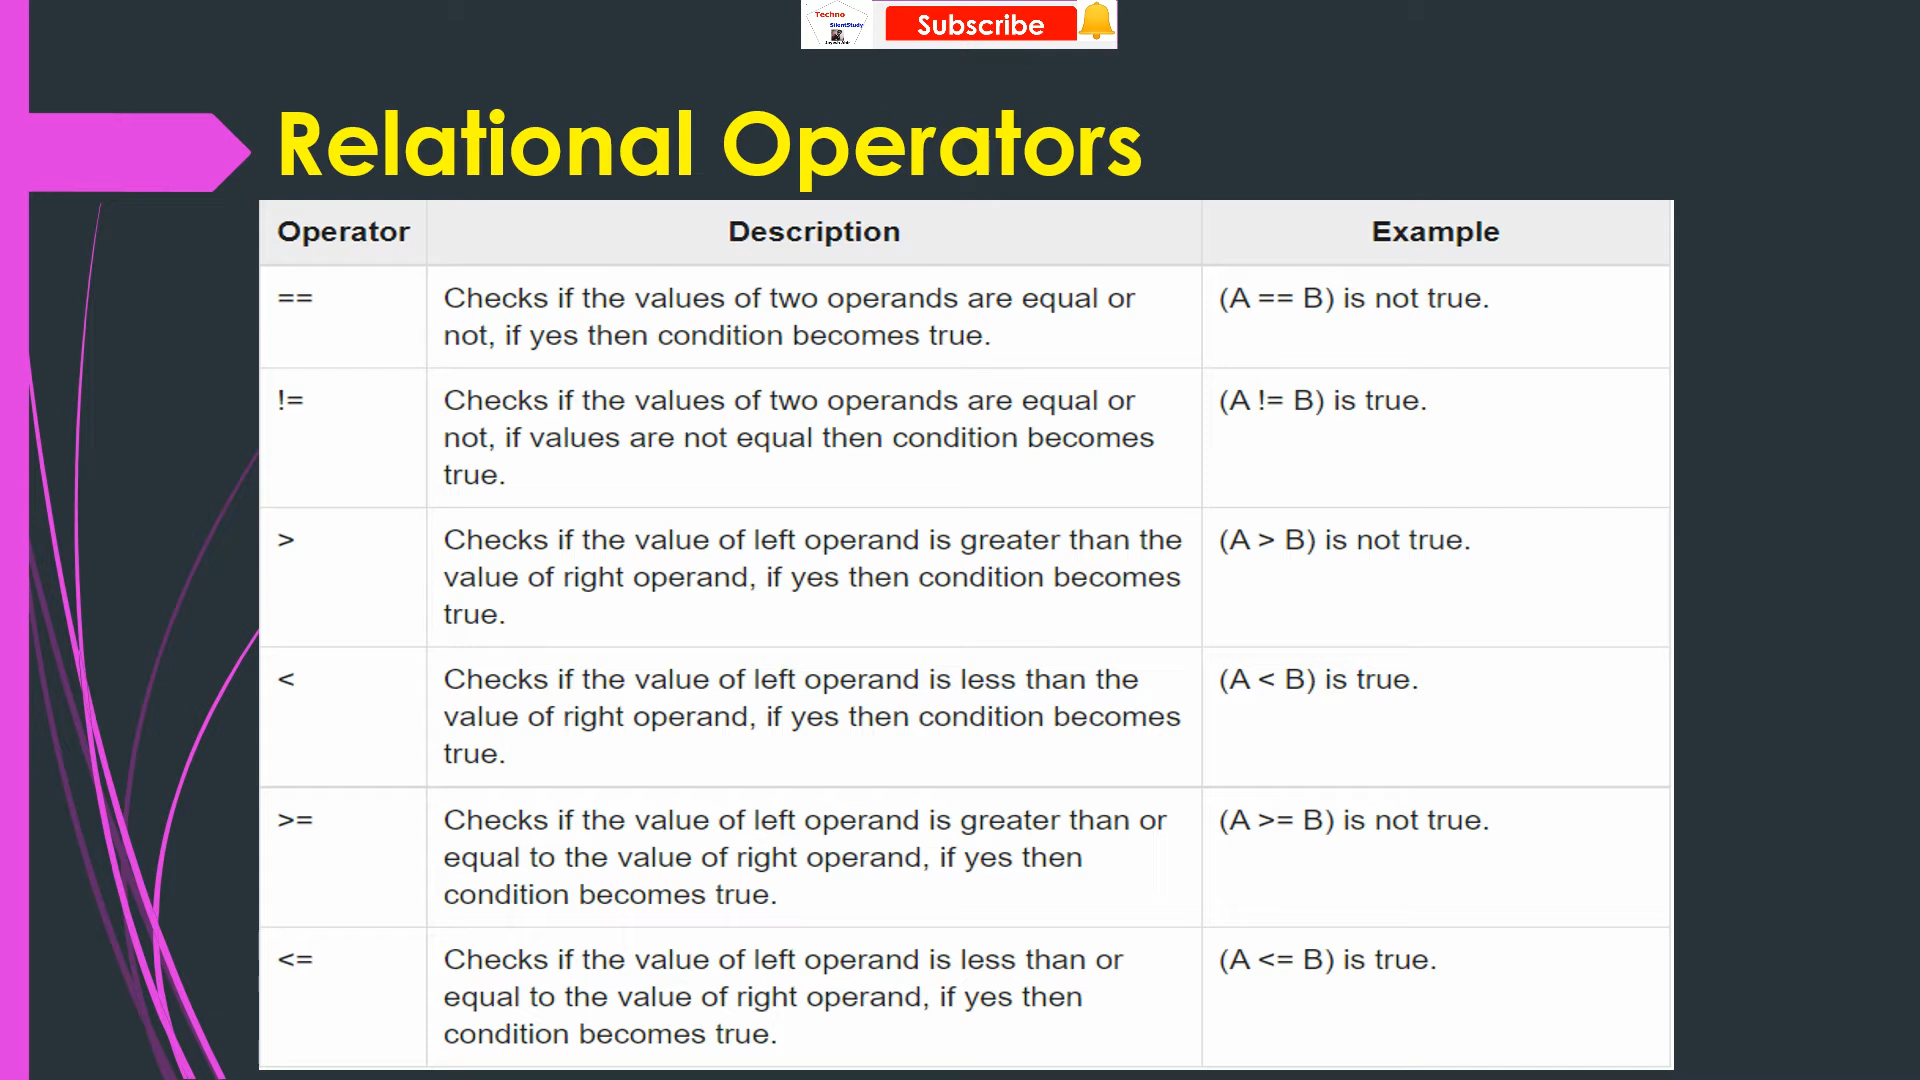 Techno
SilentStudy
Subscribe
Relational Operators
Operator Description Example
== Checks if the values of two operands are equal or (A == B) is not true.
not, if yes then condition becomes true.
!= Checks if the values of two operands are equal or (A != B) is true.
not, if values are not equal then condition becomes
true.
> Checks if the value of left operand is greater than the (A > B) is not true.
value of right operand, if yes then condition becomes
true.
< Checks if the value of left operand is less than the (A < B) is true.
value of right operand, if yes then condition becomes
true.
>= Checks if the value of left operand is greater than or (A >= B) is not true.
equal to the value of right operand, if yes then
condition becomes true.
<= Checks if the value of left operand is less than or (A <= B) is true.
equal to the value of right operand, if yes then
condition becomes true.